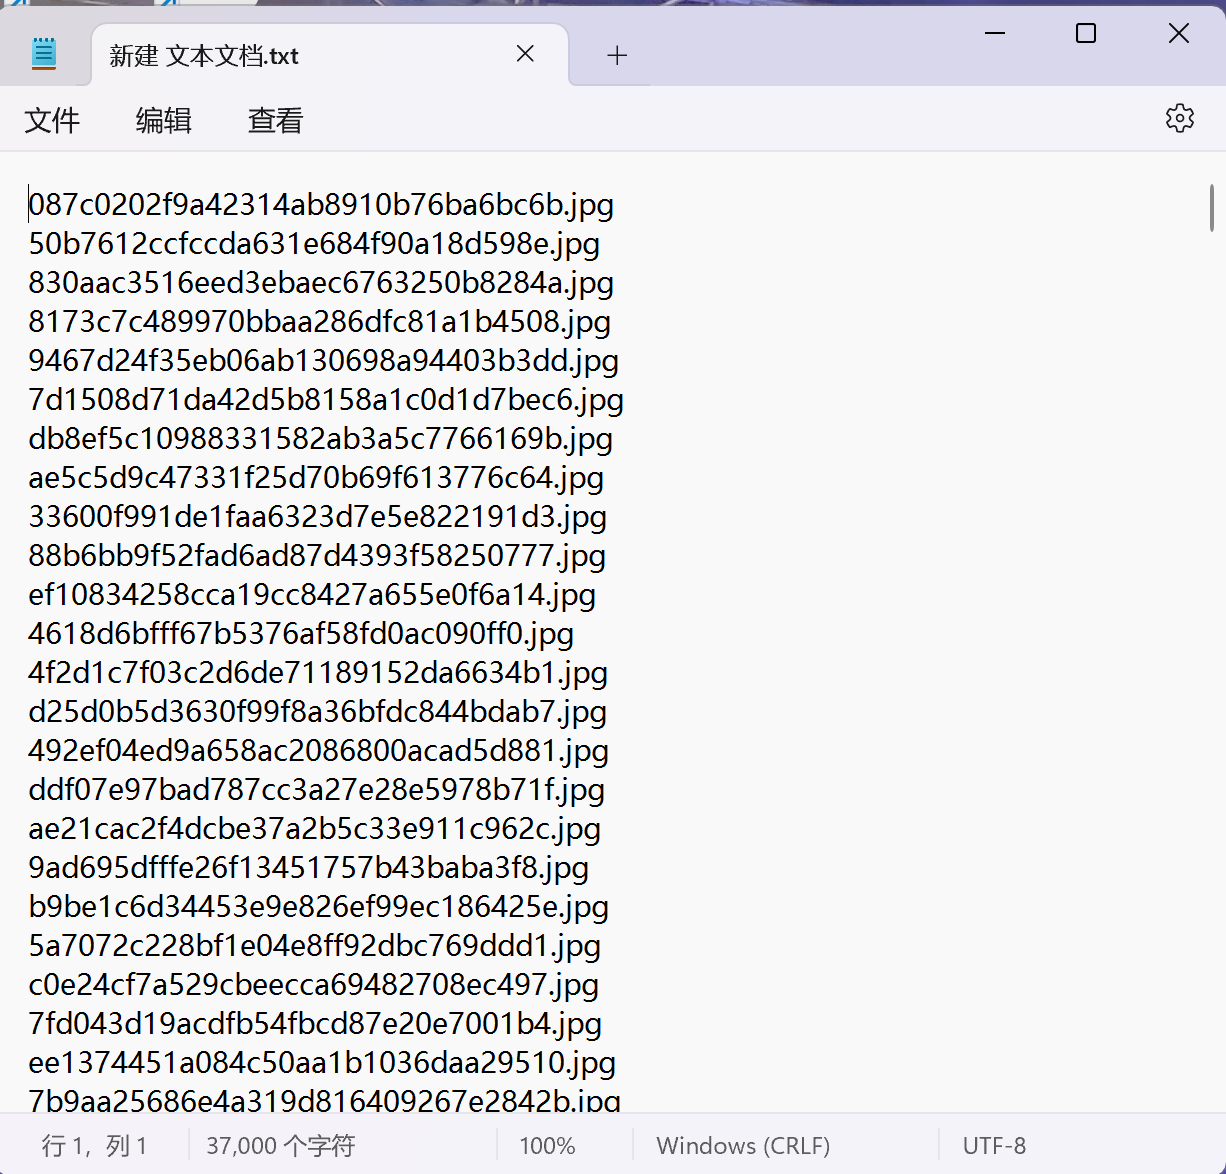 新建 文本文档.txt
文件 编辑 查看
087c0202f9a42314ab8910b76ba6bc6b.jpg
50b7612ccfccda631e684f90a18d598e.jpg
830aac3516eed3ebaec6763250b8284a.jpg
8173c7c489970bbaa286dfc81a1b4508.jpg
9467d24f35eb06ab130698a94403b3dd.jpg
7d1508d71da42d5b8158a1c0d1d7bec6.jpg
db8ef5c10988331582ab3a5c7766169b.jpg
ae5c5d9c47331f25d70b69f613776c64.jpg
33600f991de1faa6323d7e5e822191d3.jpg
88b6bb9f52fad6ad87d4393f58250777.jpg
ef10834258cca19cc8427a655e0f6a14.jpg
4618d6bfff67b5376af58fd0ac090ff0.jpg
4f2d1c7f03c2d6de71189152da6634b1.jpg
d25d0b5d3630f99f8a36bfdc844bdab7.jpg
492ef04ed9a658ac2086800acad5d881.jpg
ddf07e97bad787cc3a27e28e5978b71f.jpg
ae21cac2f4dcbe37a2b5c33e911c962c.jpg
9ad695dfffe26f13451757b43baba3f8.jpg
b9be1c6d34453e9e826ef99ec186425e.jpg
5a7072c228bf1e04e8ff92dbc769ddd1.jpg
c0e24cf7a529cbeecca69482708ec497.jpg
7fd043d19acdfb54fbcd87e20e7001b4.jpg
ee1374451a084c50aa1b1036daa29510.jpg
7b9aa25686e4a319d816409267e2842b.jpg
行 1，列 1 37,000 个字符 100% Windows (CRLF) UTF-8